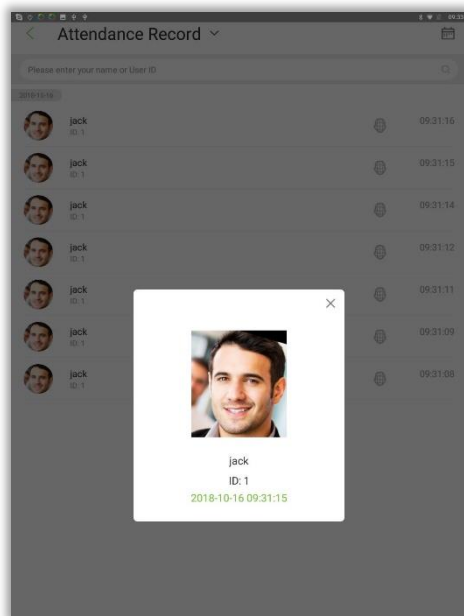 09:33
Attendance Record
Please enter your name or User ID
2018-10-16
jack
09:31:16
ID: 1
jack
09:31:15
ID: 1
jack
09:31:14
ID: 1
jack
09:31:12
ID: 1
jack
09:31:11
ID: 1
jack
09:31:09
ID: 1
jack
09:31:08
ID: 1
jack
ID: 1
2018-10-16 09:31:15